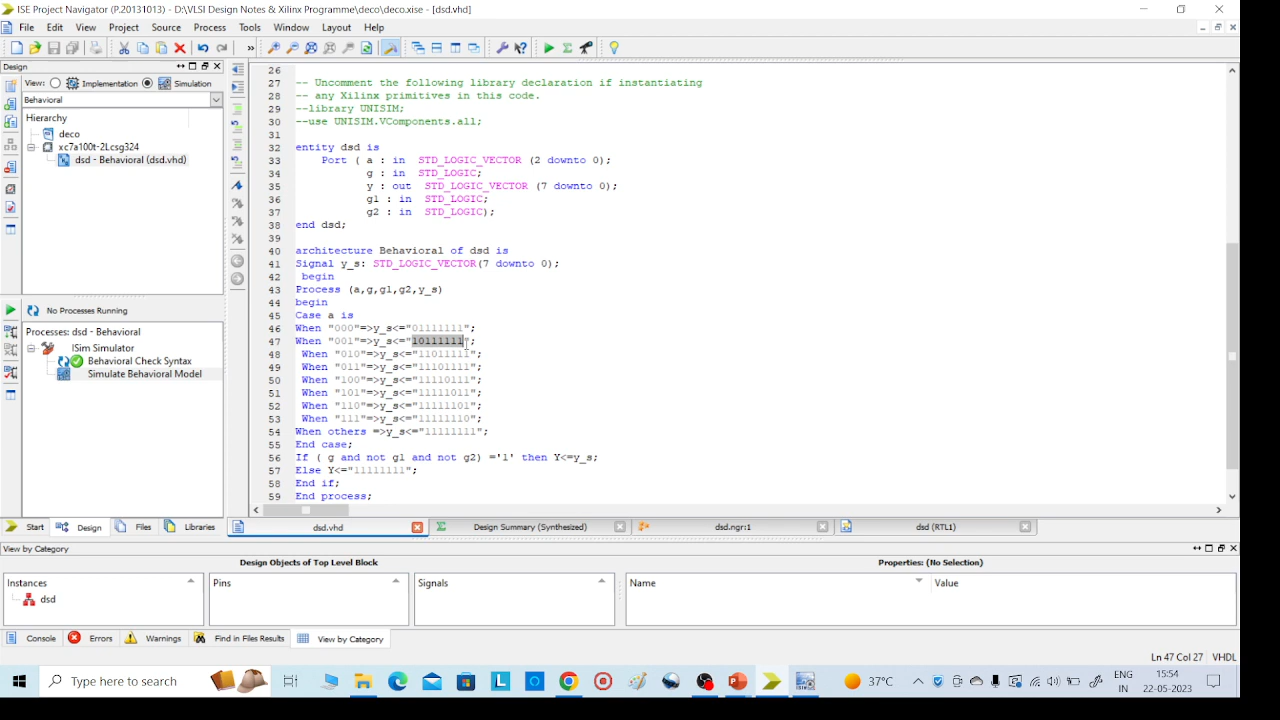 ISE Project Navigator (P.20131013) - D:\VLSI Design Notes & Xilinx Programme\deco\deco.xise - [dsd.vhd]
File Edit View Project Source Process Tools Window Layout Help
Design
View: Implementation Simulation
Behavioral
Hierarchy
deco
xc7a100t-2Lcsg324
dsd - Behavioral (dsd.vhd)
No Processes Running
Processes: dsd - Behavioral
ISim Simulator
Behavioral Check Syntax
Simulate Behavioral Model
Start Design Files Libraries
26
27 -- Uncomment the following library declaration if instantiating
28 -- any Xilinx primitives in this code.
29 --library UNISIM;
30 --use UNISIM.VComponents.all;
31
32 entity dsd is
33 Port ( a : in STD_LOGIC_VECTOR (2 downto 0);
34 g : in STD_LOGIC;
35 y : out STD_LOGIC_VECTOR (7 downto 0);
36 g1 : in STD_LOGIC;
37 g2 : in STD_LOGIC);
38 end dsd;
39
40 architecture Behavioral of dsd is
41 Signal y_s: STD_LOGIC_VECTOR(7 downto 0);
42 begin
43 Process (a,g,g1,g2,y_s)
44 begin
45 Case a is
46 When "000"=>y_s<="01111111";
47 When "001"=>y_s<="10111111";
48 When "010"=>y_s<="11011111";
49 When "011"=>y_s<="11101111";
50 When "100"=>y_s<="11110111";
51 When "101"=>y_s<="11111011";
52 When "110"=>y_s<="11111101";
53 When "111"=>y_s<="11111110";
54 When others =>y_s<="11111111";
55 End case;
56 If ( g and not g1 and not g2) ='1' then Y<=y_s;
57 Else Y<="11111111";
58 End if;
59 End process;
dsd.vhd Design Summary (Synthesized) dsd.ngr:1 dsd (RTL1)
View by Category
Design Objects of Top Level Block Properties: (No Selection)
Instances Pins Signals Name Value
dsd
Console Errors Warnings Find in Files Results View by Category
Ln 47 Col 27 VHDL
Type here to search
37°C
ENG
IN
15:54
22-05-2023